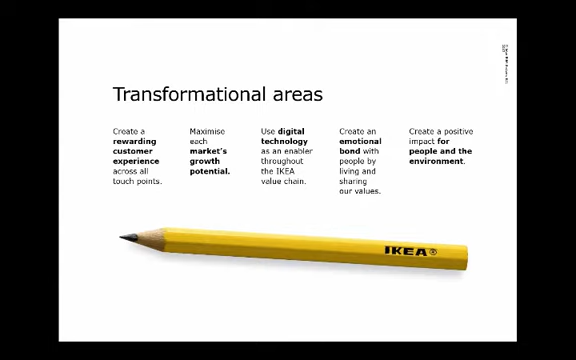 Transformational areas
Create a
rewarding
customer
experience
across all
touch points.
Maximise
each
market's
growth
potential.
Use digital
technology
as an enabler
throughout
the IKEA
value chain.
Create an
emotional
bond with
people by
living and
sharing
our values.
Create a positive
impact for
people and the
environment.
IKEA®